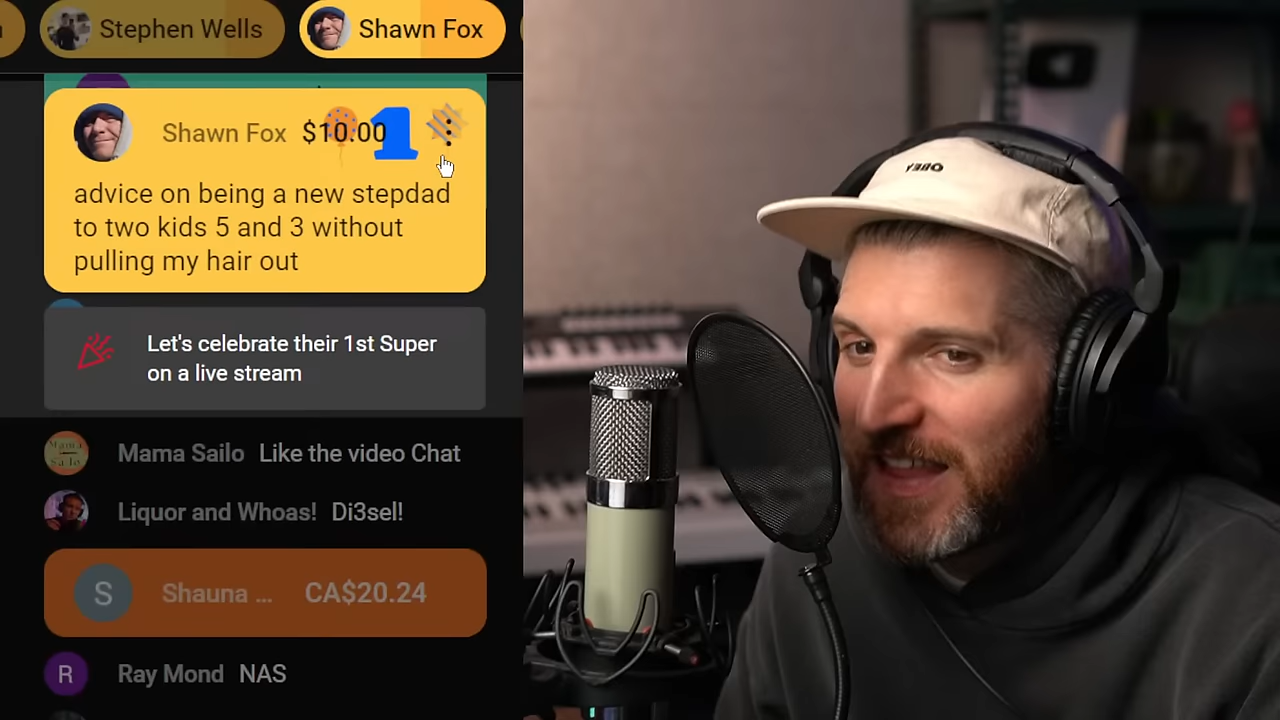 Stephen Wells
Shawn Fox
Shawn Fox $10.00 1
advice on being a new stepdad
to two kids 5 and 3 without
pulling my hair out
Let's celebrate their 1st Super
on a live stream
Mama Sailo Like the video Chat
Liquor and Whoas! Di3sel!
S Shauna ... CA$20.24
R Ray Mond NAS
OBEY